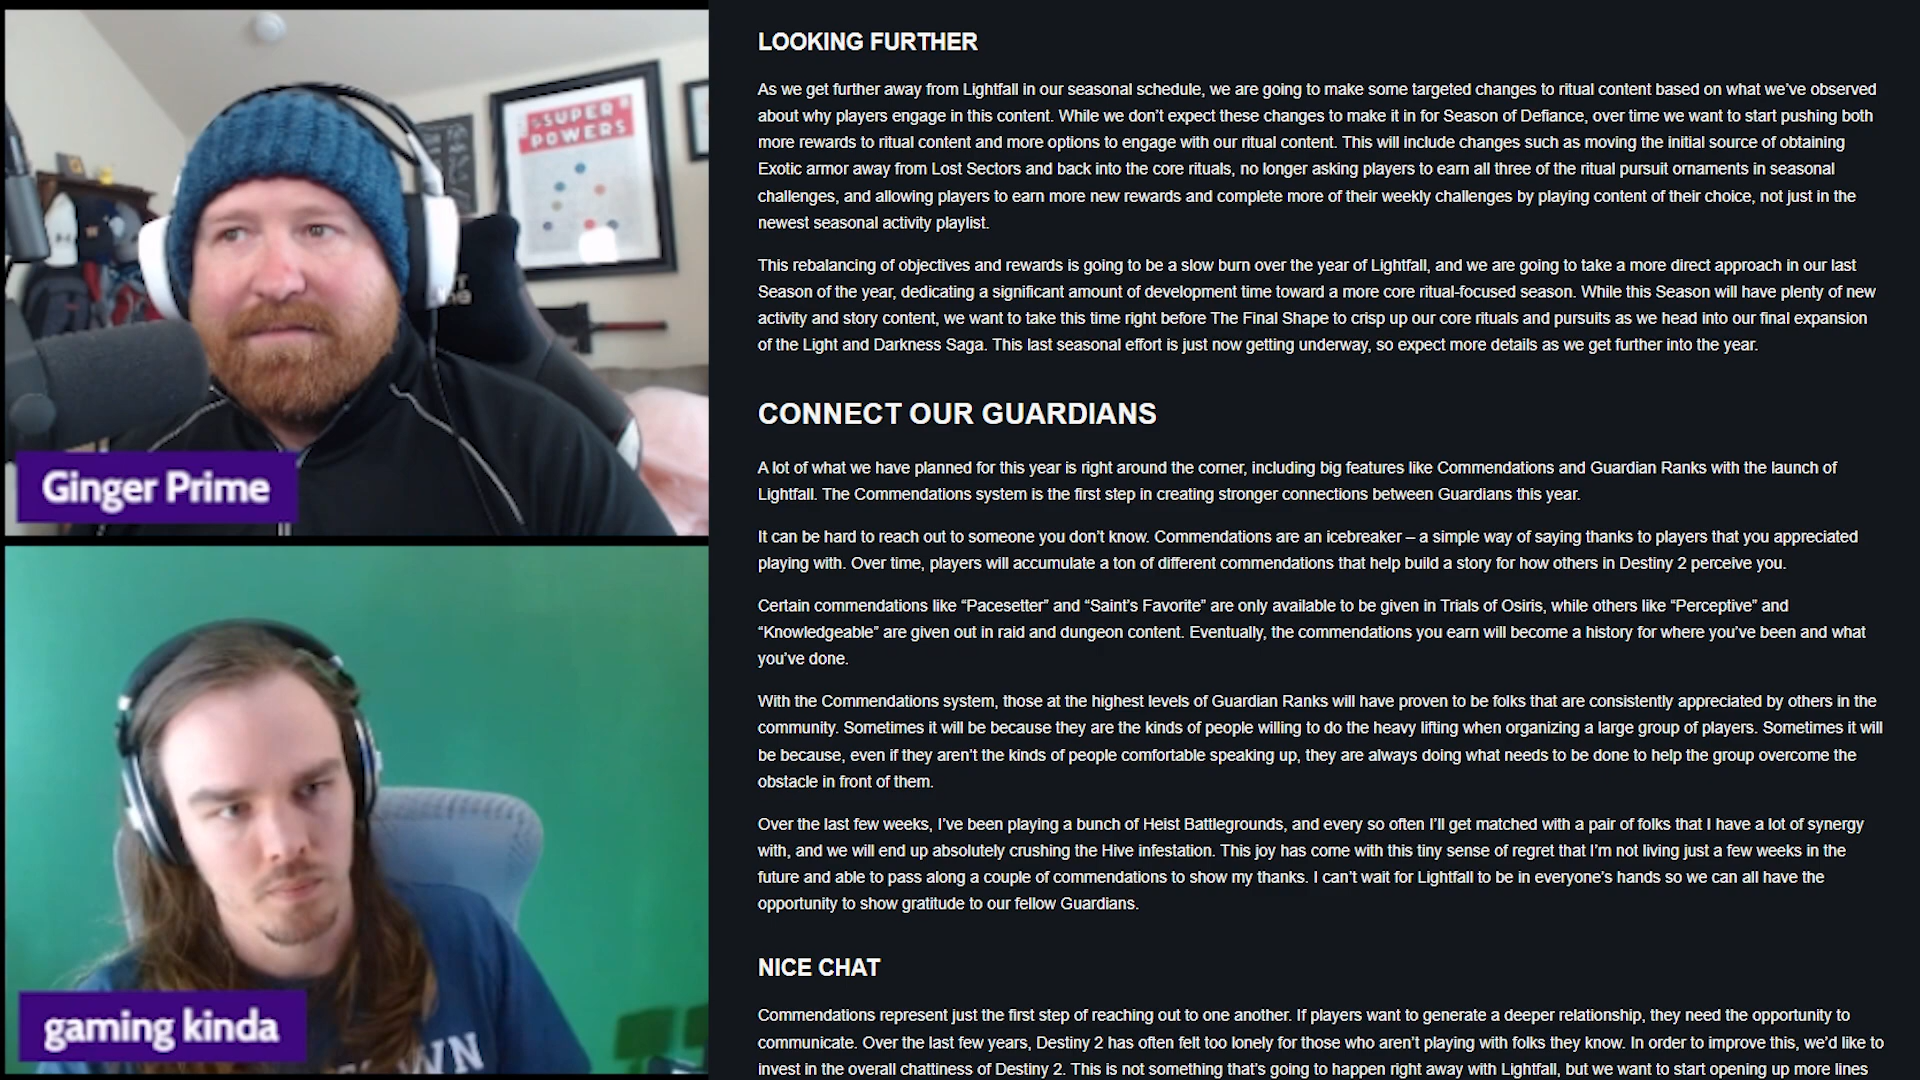 SUPER
POWERS
Ginger Prime
gaming kinda
LOOKING FURTHER
As we get further away from Lightfall in our seasonal schedule, we are going to make some targeted changes to ritual content based on what we've observed
about why players engage in this content. While we don't expect these changes to make it in for Season of Defiance, over time we want to start pushing both
more rewards to ritual content and more options to engage with our ritual content. This will include changes such as moving the initial source of obtaining
Exotic armor away from Lost Sectors and back into the core rituals, no longer asking players to earn all three of the ritual pursuit ornaments in seasonal
challenges, and allowing players to earn more new rewards and complete more of their weekly challenges by playing content of their choice, not just in the
newest seasonal activity playlist.
This rebalancing of objectives and rewards is going to be a slow burn over the year of Lightfall, and we are going to take a more direct approach in our last
Season of the year, dedicating a significant amount of development time toward a more core ritual-focused season. While this Season will have plenty of new
activity and story content, we want to take this time right before The Final Shape to crisp up our core rituals and pursuits as we head into our final expansion
of the Light and Darkness Saga. This last seasonal effort is just now getting underway, so expect more details as we get further into the year.
CONNECT OUR GUARDIANS
A lot of what we have planned for this year is right around the corner, including big features like Commendations and Guardian Ranks with the launch of
Lightfall. The Commendations system is the first step in creating stronger connections between Guardians this year.
It can be hard to reach out to someone you don't know. Commendations are an icebreaker – a simple way of saying thanks to players that you appreciated
playing with. Over time, players will accumulate a ton of different commendations that help build a story for how others in Destiny 2 perceive you.
Certain commendations like “Pacesetter” and “Saint's Favorite” are only available to be given in Trials of Osiris, while others like “Perceptive” and
“Knowledgeable” are given out in raid and dungeon content. Eventually, the commendations you earn will become a history for where you've been and what
you've done.
With the Commendations system, those at the highest levels of Guardian Ranks will have proven to be folks that are consistently appreciated by others in the
community. Sometimes it will be because they are the kinds of people willing to do the heavy lifting when organizing a large group of players. Sometimes it will
be because, even if they aren't the kinds of people comfortable speaking up, they are always doing what needs to be done to help the group overcome the
obstacle in front of them.
Over the last few weeks, I've been playing a bunch of Heist Battlegrounds, and every so often I'll get matched with a pair of folks that I have a lot of synergy
with, and we will end up absolutely crushing the Hive infestation. This joy has come with this tiny sense of regret that I'm not living just a few weeks in the
future and able to pass along a couple of commendations to show my thanks. I can't wait for Lightfall to be in everyone's hands so we can all have the
opportunity to show gratitude to our fellow Guardians.
NICE CHAT
Commendations represent just the first step of reaching out to one another. If players want to generate a deeper relationship, they need the opportunity to
communicate. Over the last few years, Destiny 2 has often felt too lonely for those who aren't playing with folks they know. In order to improve this, we'd like to
invest in the overall chattiness of Destiny 2. This is not something that's going to happen right away with Lightfall, but we want to start opening up more lines